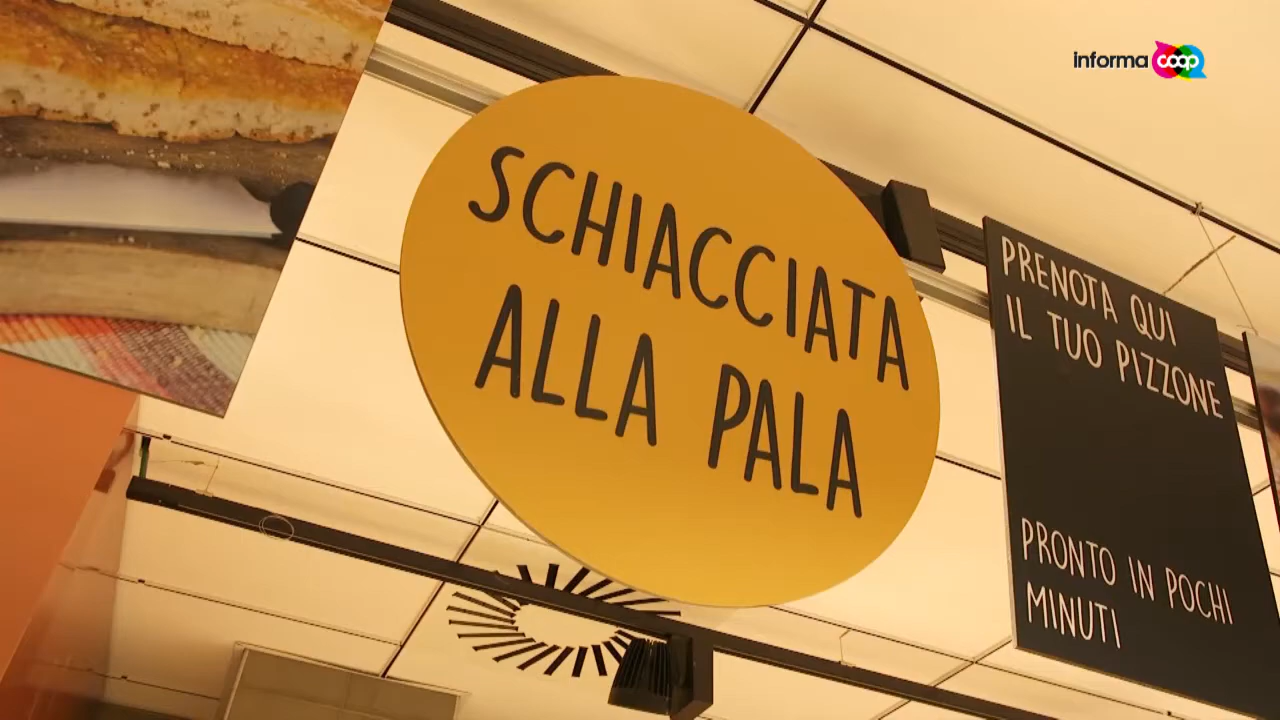 informa coop
SCHIACCIATA
ALLA PALA
PRENOTA QUI
IL TUO PIZZONE
PRONTO IN POCHI
MINUTI